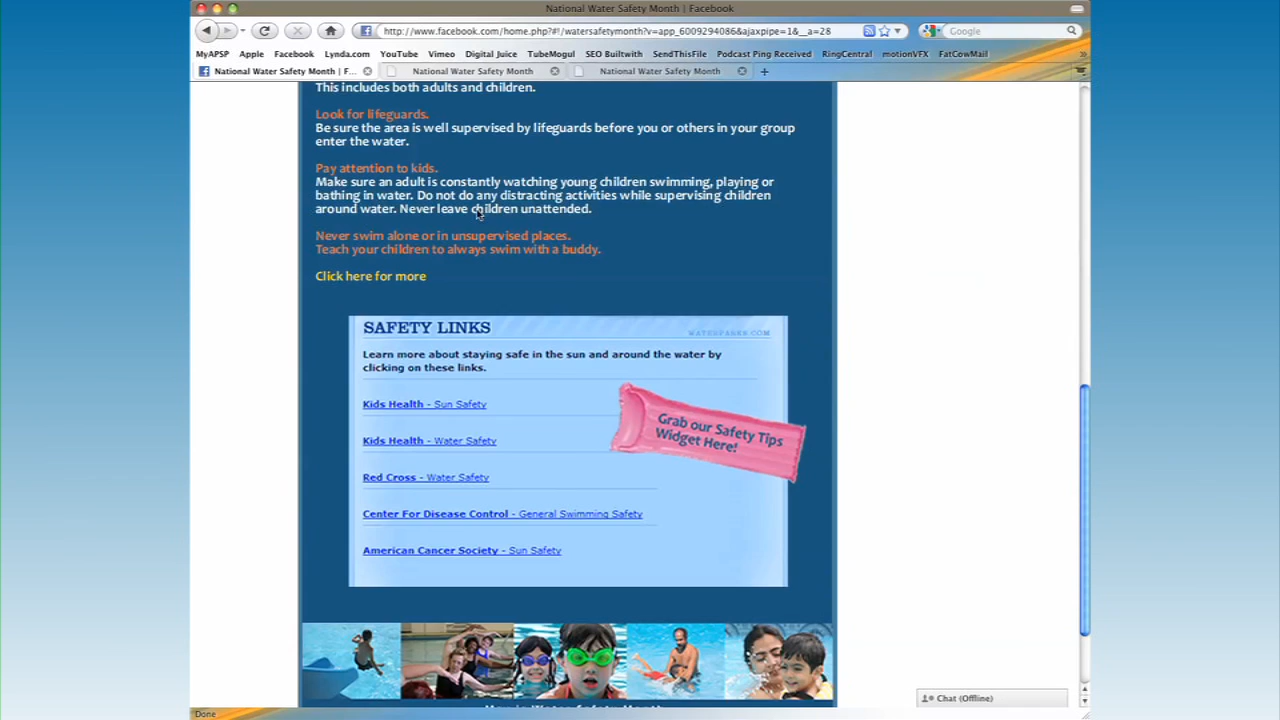 National Water Safety Month | Facebook
http://www.facebook.com/home.php?#!/watersafetymonth?v=app_6009294086&ajaxpipe=1&__a=28
Google
MyAPSP Apple Facebook Lynda.com YouTube Vimeo Digital Juice TubeMogul SEO Builtwith SendThisFile Podcast Ping Received RingCentral motionVFX FatCowMail »
National Water Safety Month | F... National Water Safety Month National Water Safety Month
This includes both adults and children.
Look for lifeguards.
Be sure the area is well supervised by lifeguards before you or others in your group
enter the water.
Pay attention to kids.
Make sure an adult is constantly watching young children swimming, playing or
bathing in water. Do not do any distracting activities while supervising children
around water. Never leave children unattended.
Never swim alone or in unsupervised places.
Teach your children to always swim with a buddy.
Click here for more
SAFETY LINKS
WATERPARKS.COM
Learn more about staying safe in the sun and around the water by
clicking on these links.
Kids Health - Sun Safety
Grab our Safety Tips
Widget Here!
Kids Health - Water Safety
Red Cross - Water Safety
Center For Disease Control - General Swimming Safety
American Cancer Society - Sun Safety
Chat (Offline)
May is Water Safety Month
Done